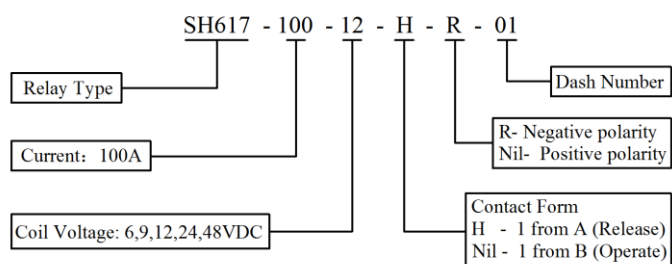 SH617 - 100 - 12 - H - R - 01
Relay Type
Dash Number
R- Negative polarity
Nil- Positive polarity
Current: 100A
Contact Form
H - 1 from A (Release)
Nil - 1 from B (Operate)
Coil Voltage: 6,9,12,24,48VDC